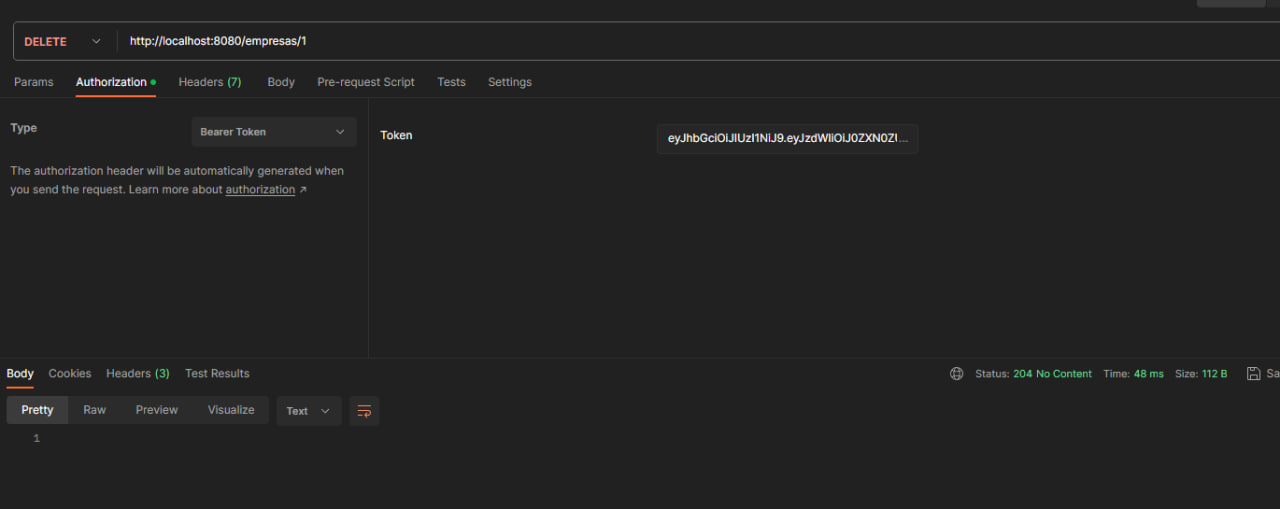 DELETE http://localhost:8080/empresas/1
Params Authorization Headers (7) Body Pre-request Script Tests Settings
Type Bearer Token
Token eyJhbGciOiJIUzI1NiJ9.eyJzdWIiOiJ0ZXN0ZI...
The authorization header will be automatically generated when
you send the request. Learn more about authorization ↗
Body Cookies Headers (3) Test Results Status: 204 No Content Time: 48 ms Size: 112 B Sa
Pretty Raw Preview Visualize Text
1